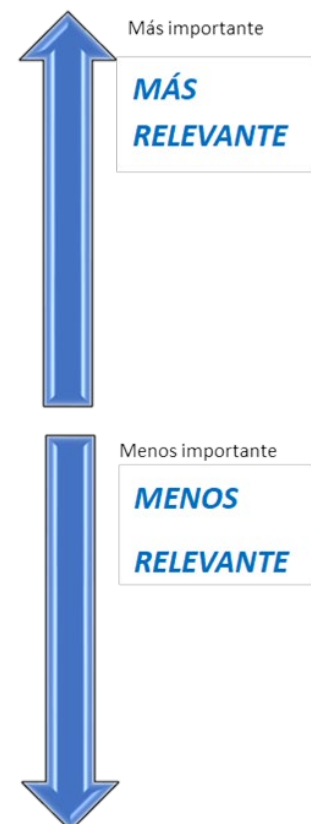 Más importante
MÁS
RELEVANTE
Menos importante
MENOS
RELEVANTE